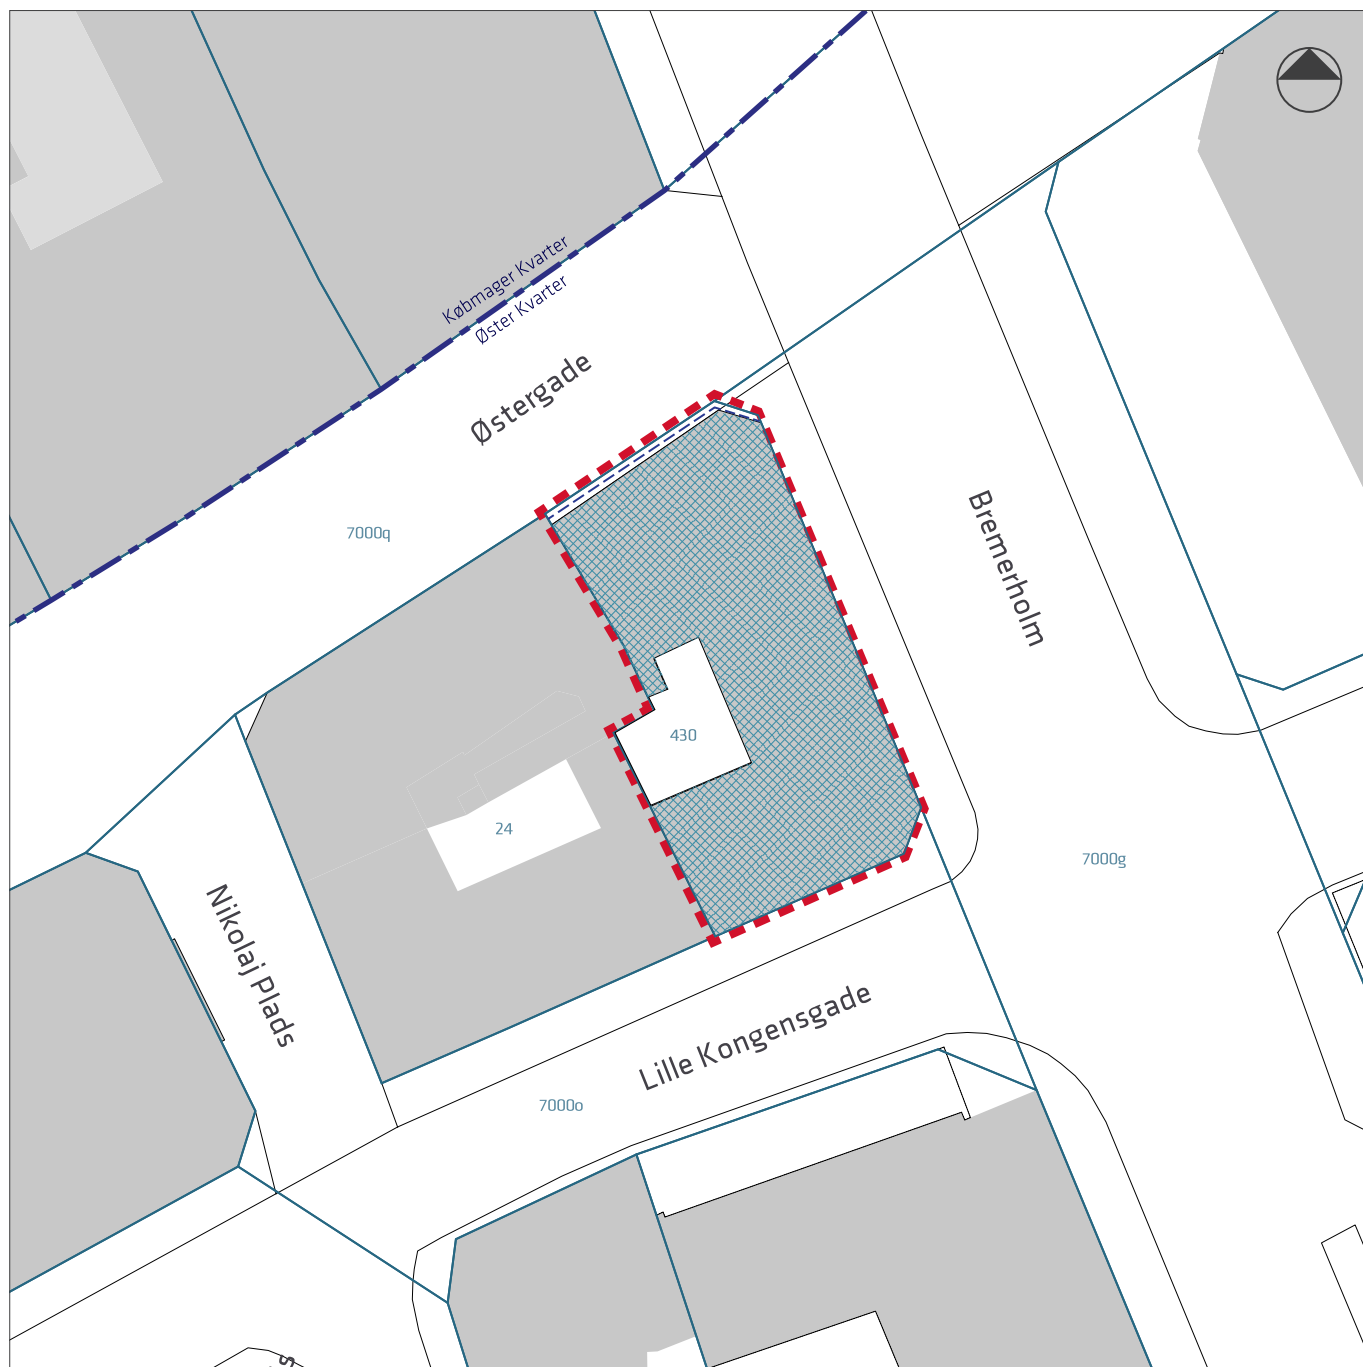 Købmager Kvarter
Øster Kvarter
Østergade
7000q
Bremerholm
430
24
7000g
Nikolaj Plads
Lille Kongensgade
7000o
s